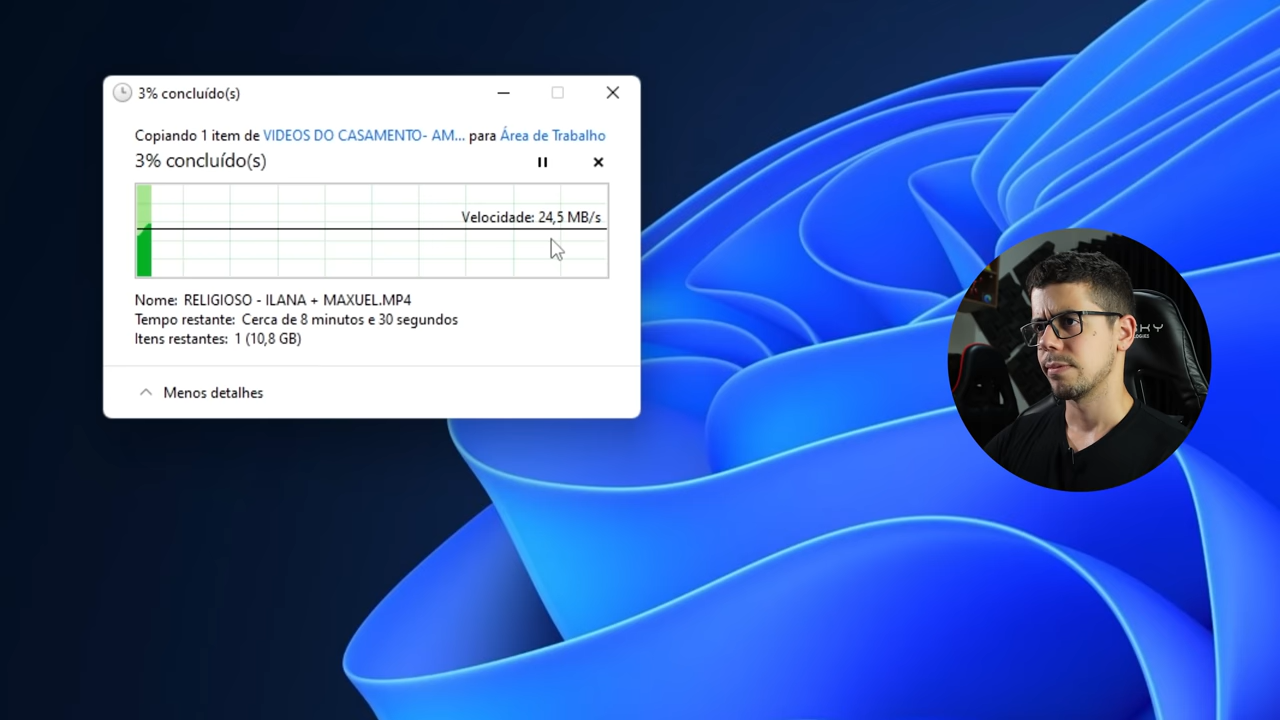 3% concluído(s)
Copiando 1 item de VIDEOS DO CASAMENTO- AM... para Área de Trabalho
3% concluído(s)
Velocidade: 24,5 MB/s
Nome: RELIGIOSO - ILANA + MAXUEL.MP4
Tempo restante: Cerca de 8 minutos e 30 segundos
Itens restantes: 1 (10,8 GB)
Menos detalhes